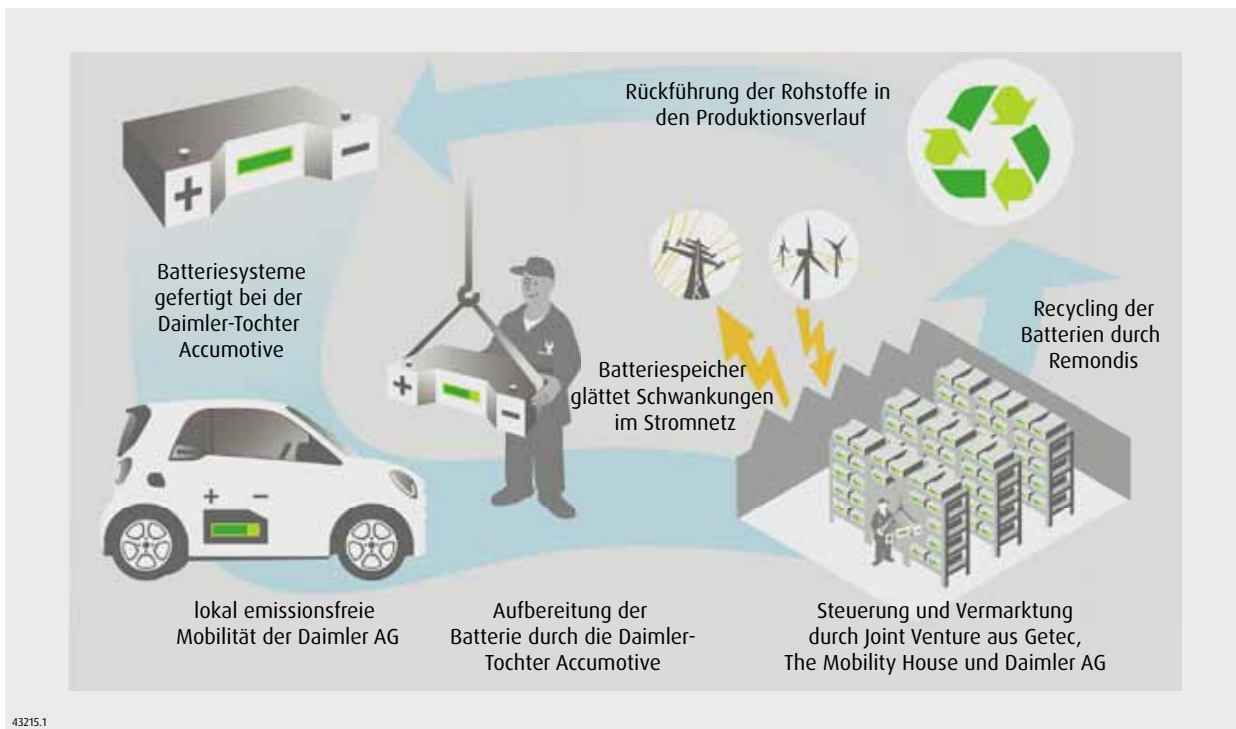 Rückführung der Rohstoffe in
den Produktionsverlauf
Batteriesysteme
gefertigt bei der
Daimler-Tochter
Accumotive
Recycling der
Batterien durch
Remondis
Batteriespeicher
glättet Schwankungen
im Stromnetz
lokal emissionsfreie
Mobilität der Daimler AG
Aufbereitung der
Batterie durch die Daimler-
Tochter Accumotive
Steuerung und Vermarktung
durch Joint Venture aus Getec,
The Mobility House und Daimler AG
43215.1